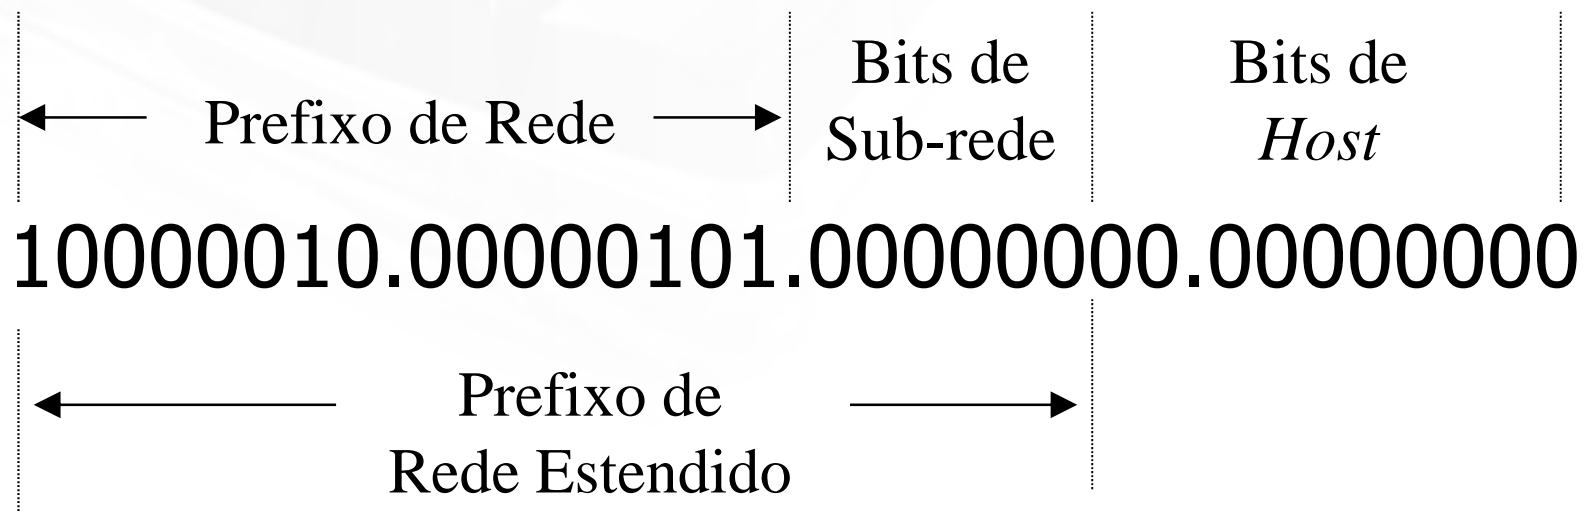 Prefixo de Rede
Bits de
Sub-rede
Bits de
Host
10000010.00000101.00000000.00000000
Prefixo de
Rede Estendido